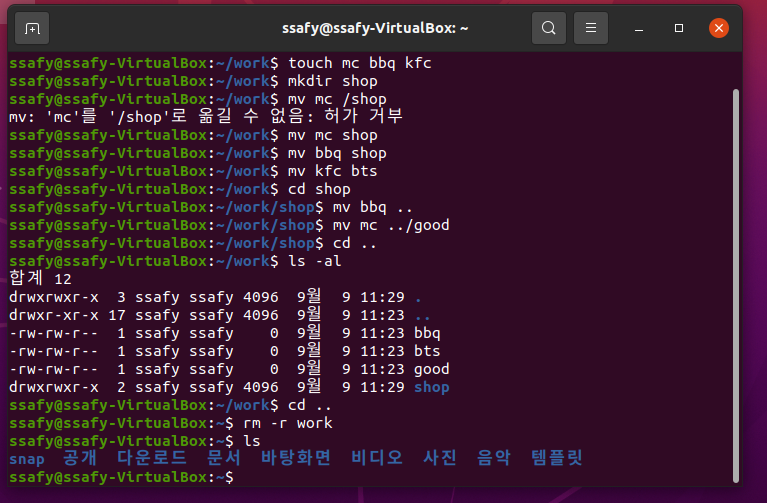 ssafy@ssafy-VirtualBox: ~
ssafy@ssafy-VirtualBox:~/work$ touch mc bbq kfc
ssafy@ssafy-VirtualBox:~/work$ mkdir shop
ssafy@ssafy-VirtualBox:~/work$ mv mc /shop
mv: 'mc'를 '/shop'로 옮길 수 없음: 허가 거부
ssafy@ssafy-VirtualBox:~/work$ mv mc shop
ssafy@ssafy-VirtualBox:~/work$ mv bbq shop
ssafy@ssafy-VirtualBox:~/work$ mv kfc bts
ssafy@ssafy-VirtualBox:~/work$ cd shop
ssafy@ssafy-VirtualBox:~/work/shop$ mv bbq ..
ssafy@ssafy-VirtualBox:~/work/shop$ mv mc ../good
ssafy@ssafy-VirtualBox:~/work/shop$ cd ..
ssafy@ssafy-VirtualBox:~/work$ ls -al
합계 12
drwxrwxr-x  3 ssafy ssafy 4096  9월  9 11:29 .
drwxr-xr-x 17 ssafy ssafy 4096  9월  9 11:23 ..
-rw-rw-r--  1 ssafy ssafy    0  9월  9 11:23 bbq
-rw-rw-r--  1 ssafy ssafy    0  9월  9 11:23 bts
-rw-rw-r--  1 ssafy ssafy    0  9월  9 11:23 good
drwxrwxr-x  2 ssafy ssafy 4096  9월  9 11:29 shop
ssafy@ssafy-VirtualBox:~/work$ cd ..
ssafy@ssafy-VirtualBox:~$ rm -r work
ssafy@ssafy-VirtualBox:~$ ls
snap  공개  다운로드  문서  바탕화면  비디오  사진  음악  템플릿
ssafy@ssafy-VirtualBox:~$